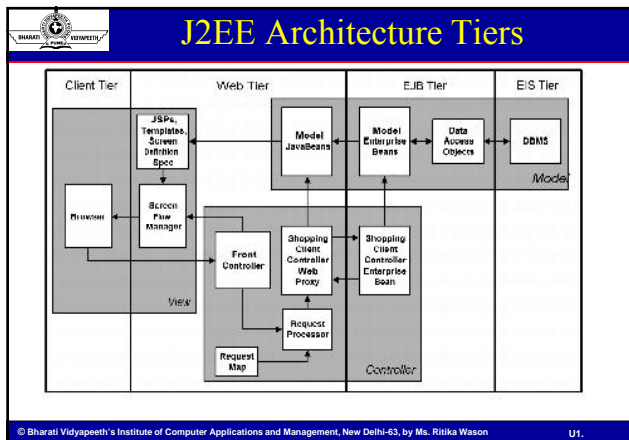 BHARATI
VIDYAPEETH
PUNE
J2EE Architecture Tiers
Client Tier
Web Tier
EJB Tier
EIS Tier
JSPs,
Templates,
Screen
Definition
Spec
Model
JavaBeans
Model
Enterprise
Beans
Data
Access
Objects
DBMS
Model
Browser
Screen
Flow
Manager
Front
Controller
Shopping
Client
Controller
Web
Proxy
Shopping
Client
Controller
Enterprise
Bean
View
Request
Processor
Request
Map
Controller
© Bharati Vidyapeeth's Institute of Computer Applications and Management, New Delhi-63, by Ms. Ritika Wason
U1.